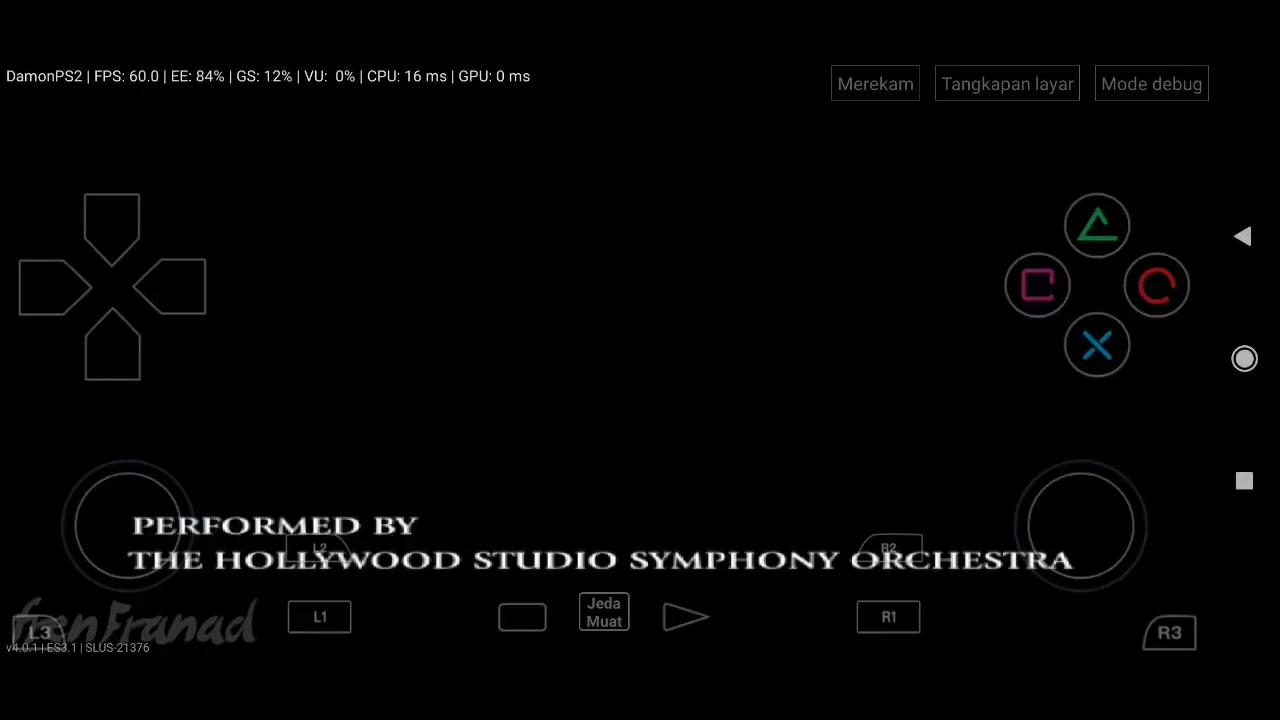 DamonPS2 | FPS: 60.0 | EE: 84% | GS: 12% | VU: 0% | CPU: 16 ms | GPU: 0 ms
Merekam
Tangkapan layar
Mode debug
PERFORMED BY
L2
R2
THE HOLLYWOOD STUDIO SYMPHONY ORCHESTRA
L1
Jeda
Muat
R1
L3
R3
v4.0.1 | ES3.1 | SLUS-21376